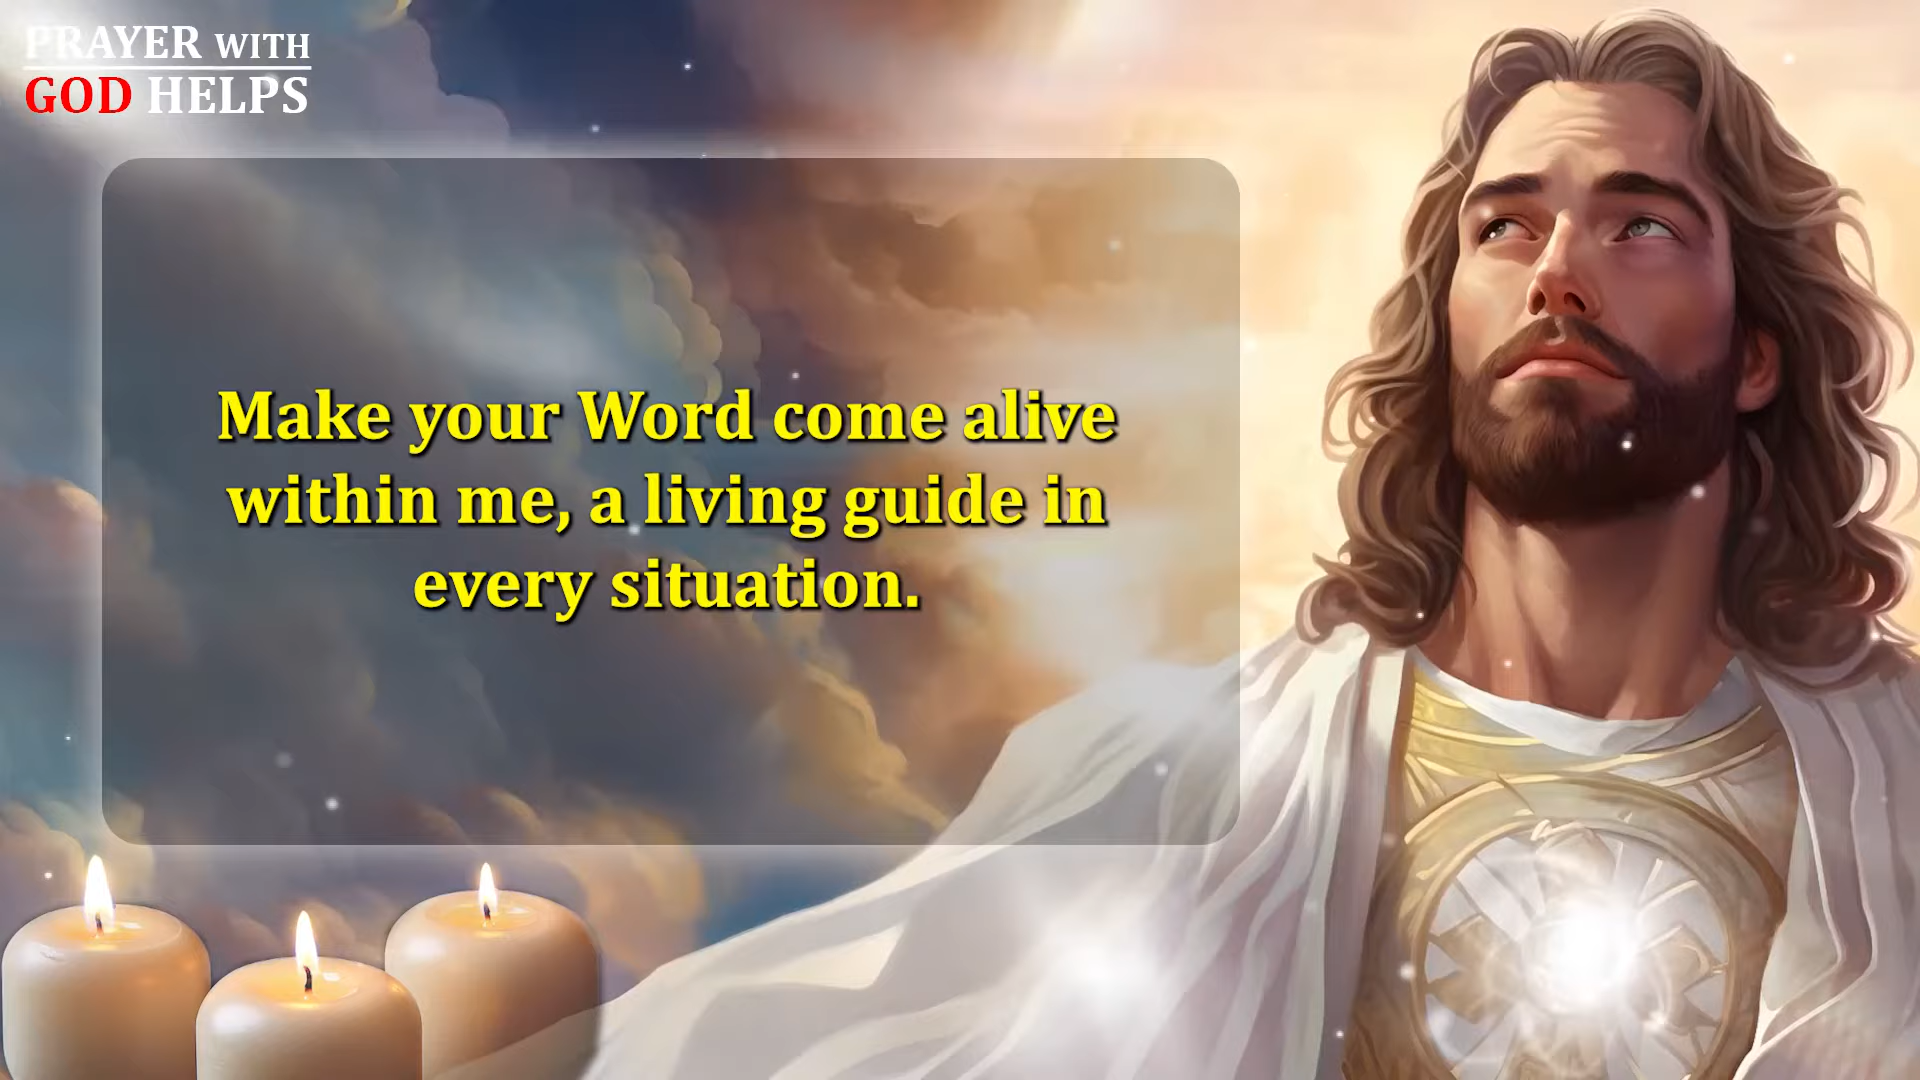 PRAYER WITH
GOD HELPS
Make your Word come alive
within me, a living guide in
every situation.